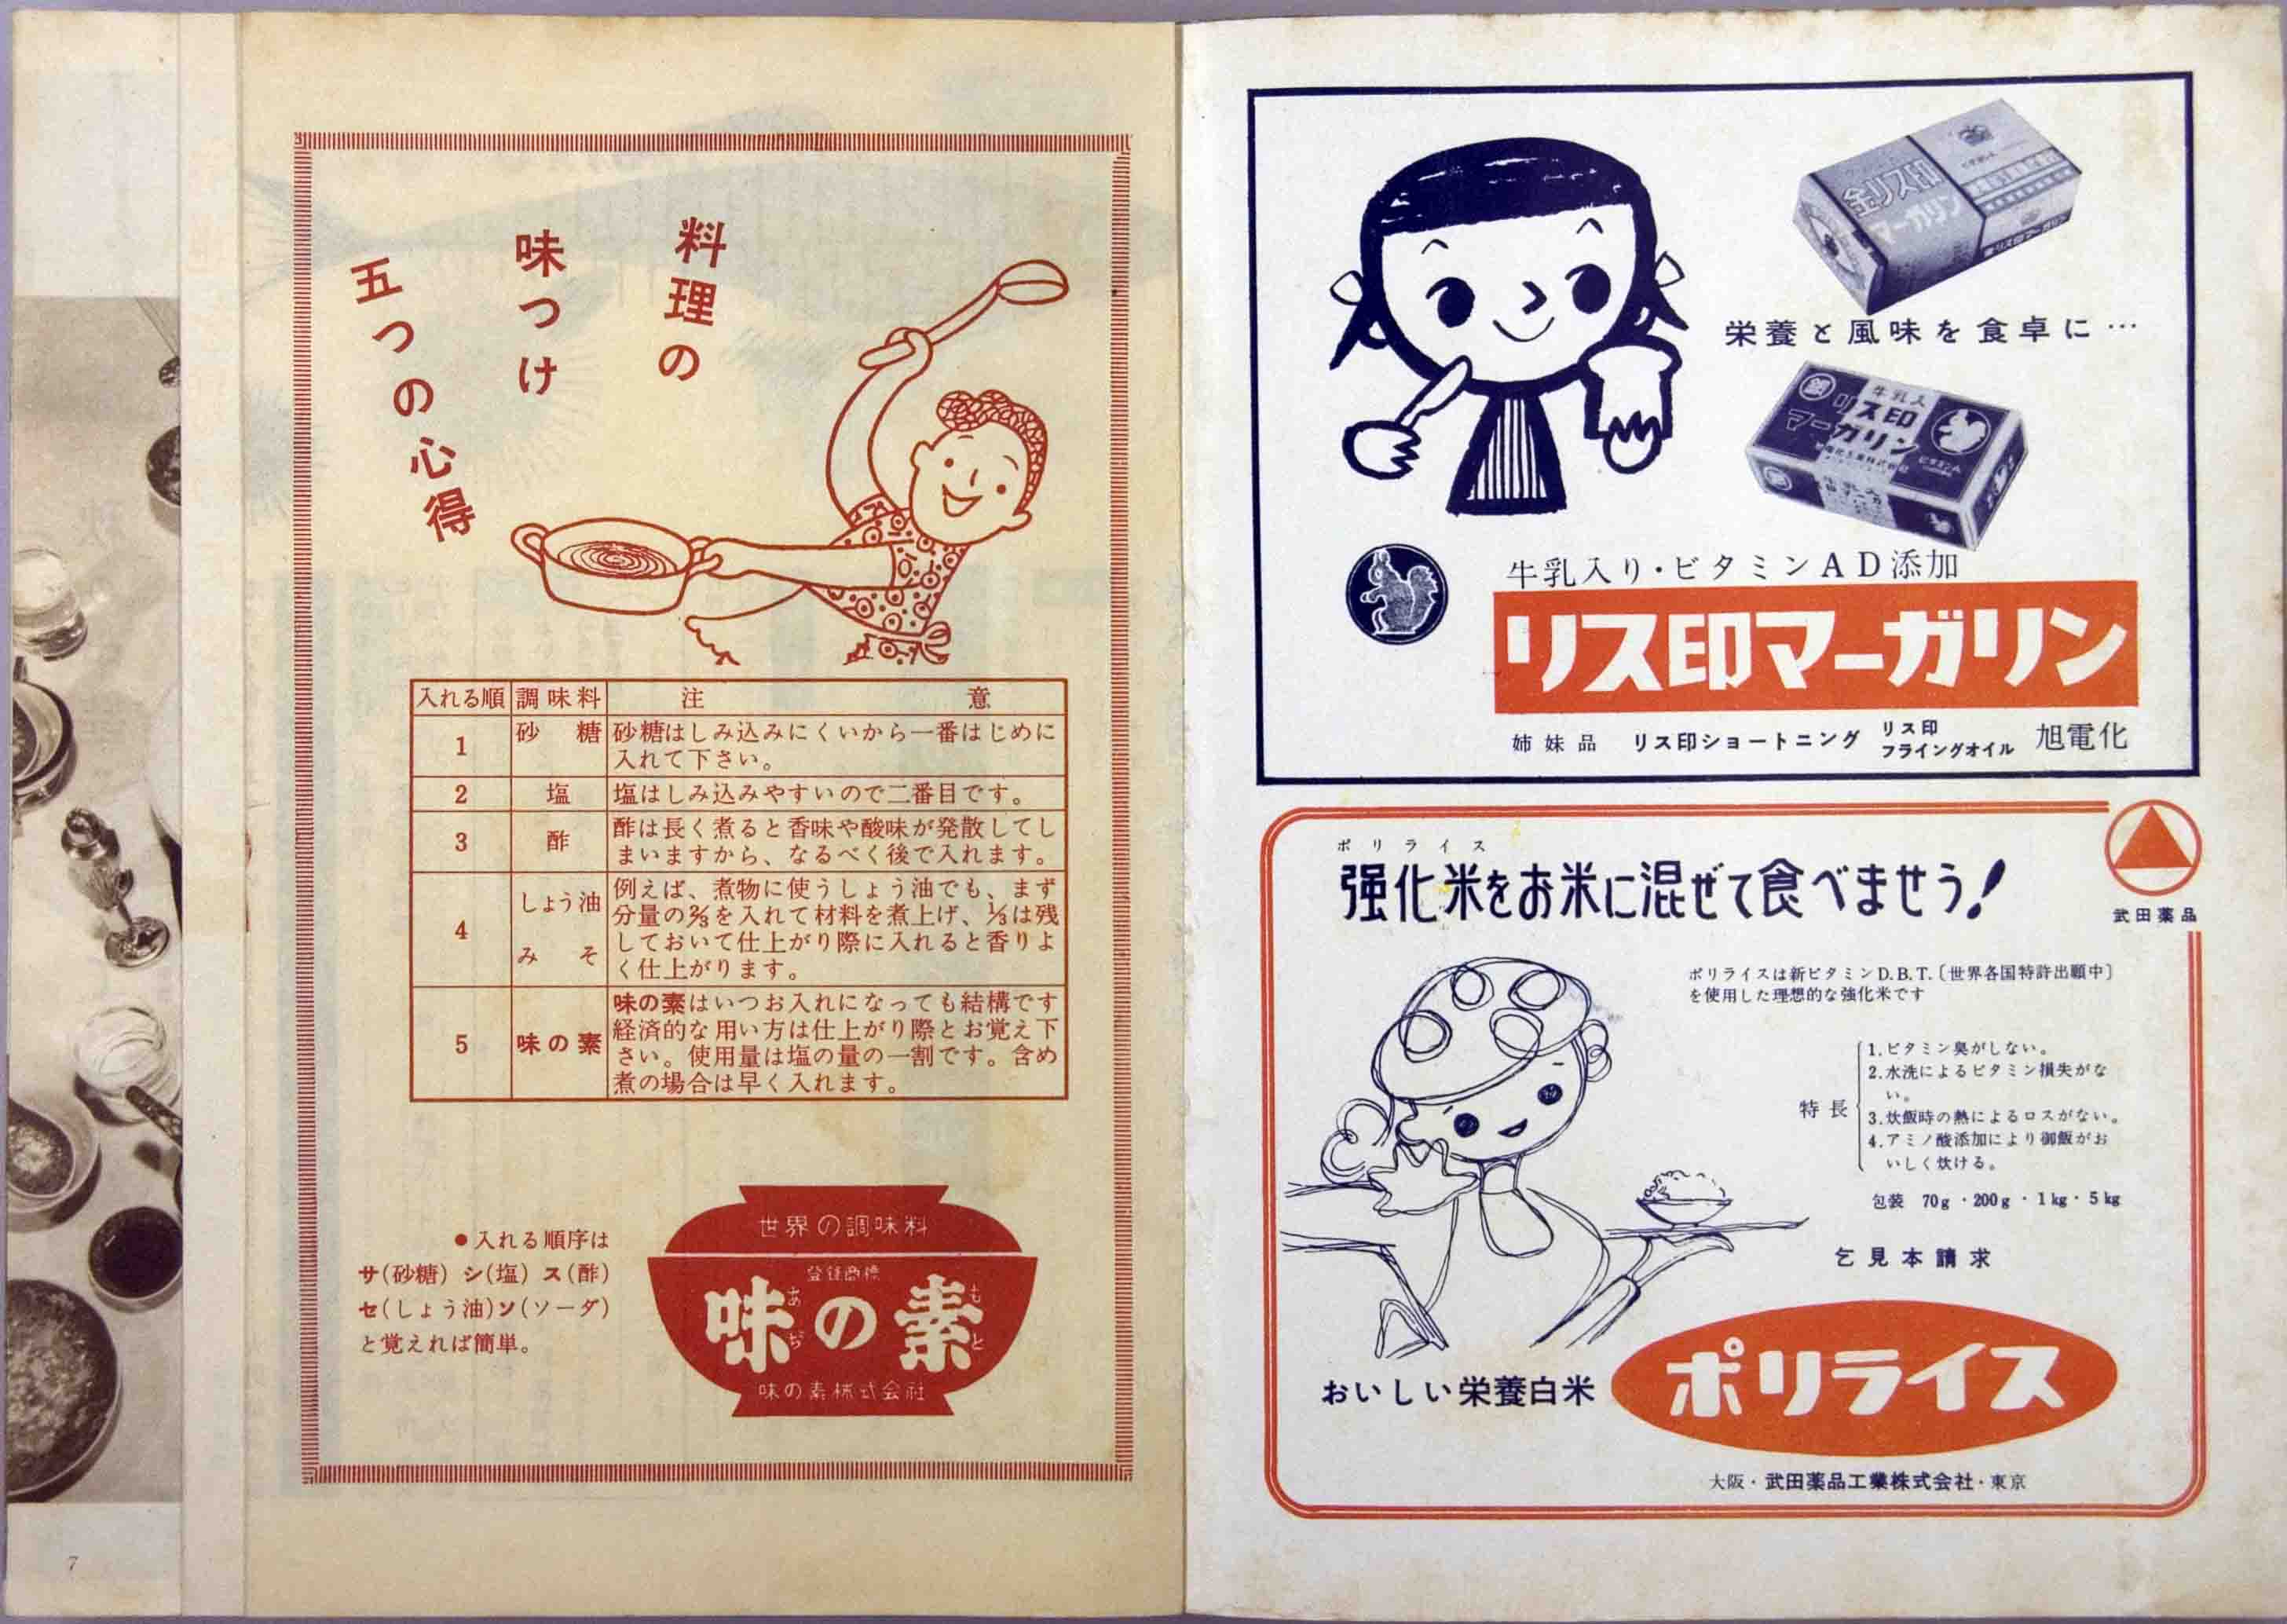 料理の
味つけ
五つの心得
入れる順 調味料 注意
1 砂糖 砂糖はしみ込みにくいから一番はじめに
入れて下さい。
2 塩 塩はしみ込みやすいので二番目です。
3 酢 酢は長く煮ると香味や酸味が発散してし
まいますから、なるべく後で入れます。
4 しょう油 みそ 例えば、煮物に使うしょう油でも、まず
分量の⅔を入れて材料を煮上げ、⅓は残
しておいて仕上がり際に入れると香りよ
く仕上がります。
5 味の素 味の素はいつお入れになっても結構です
経済的な用い方は仕上がり際とお覚え下
さい。使用量は塩の量の一割です。含め
煮の場合は早く入れます。
●入れる順序は
サ(砂糖) シ(塩) ス(酢)
セ(しょう油)ソ(ソーダ)
と覚えれば簡単。
世界の調味料
登録商標
味の素
あぢ もと
味の素株式会社
7
金リス印
マーガリン
栄養と風味を食卓に…
銀
牛乳入
リス印
マーガリン
牛乳入り・ビタミンAD添加
リス印マーガリン
姉妹品 リス印ショートニング リス印
フライングオイル 旭電化
ポリライス
強化米をお米に混ぜて食べませう!
武田薬品
ポリライスは新ビタミンD.B.T.〔世界各国特許出願中〕
を使用した理想的な強化米です
特長
1.ビタミン臭がしない。
2.水洗によるビタミン損失がな
い。
3.炊飯時の熱によるロスがない。
4.アミノ酸添加により御飯がお
いしく炊ける。
包装 70g・200g・1kg・5kg
乞見本請求
おいしい栄養白米
ポリライス
大阪・武田薬品工業株式会社・東京